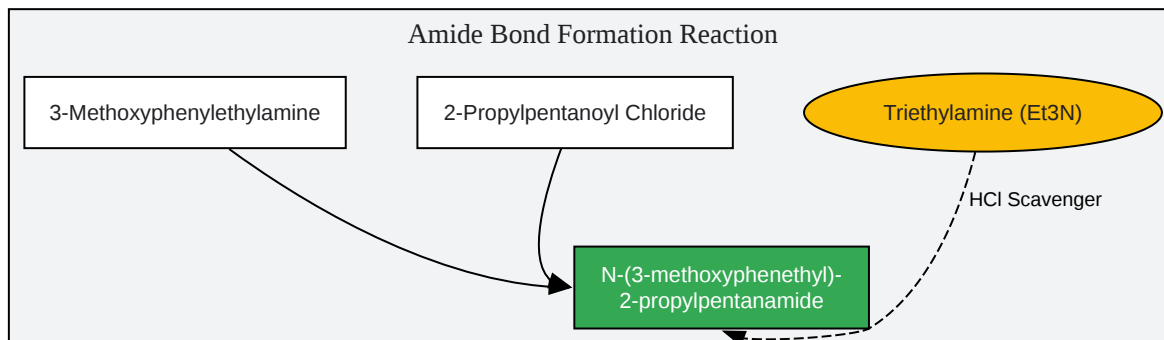 Amide Bond Formation Reaction
3-Methoxyphenylethylamine
2-Propylpentanoyl Chloride
Triethylamine (Et3N)
HCl Scavenger
N-(3-methoxyphenethyl)-
2-propylpentanamide